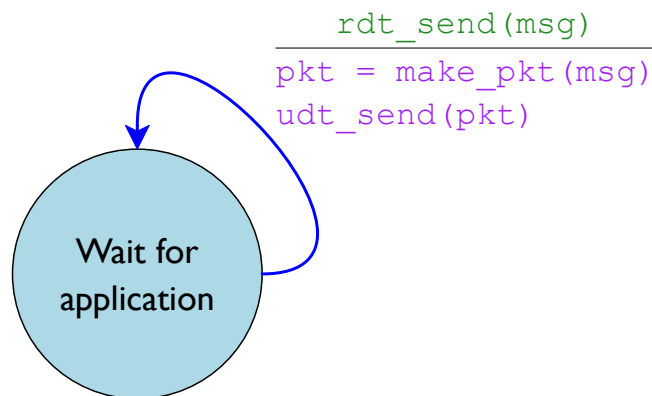 rdt_send(msg)
pkt = make_pkt(msg)
udt_send(pkt)
Wait for
application